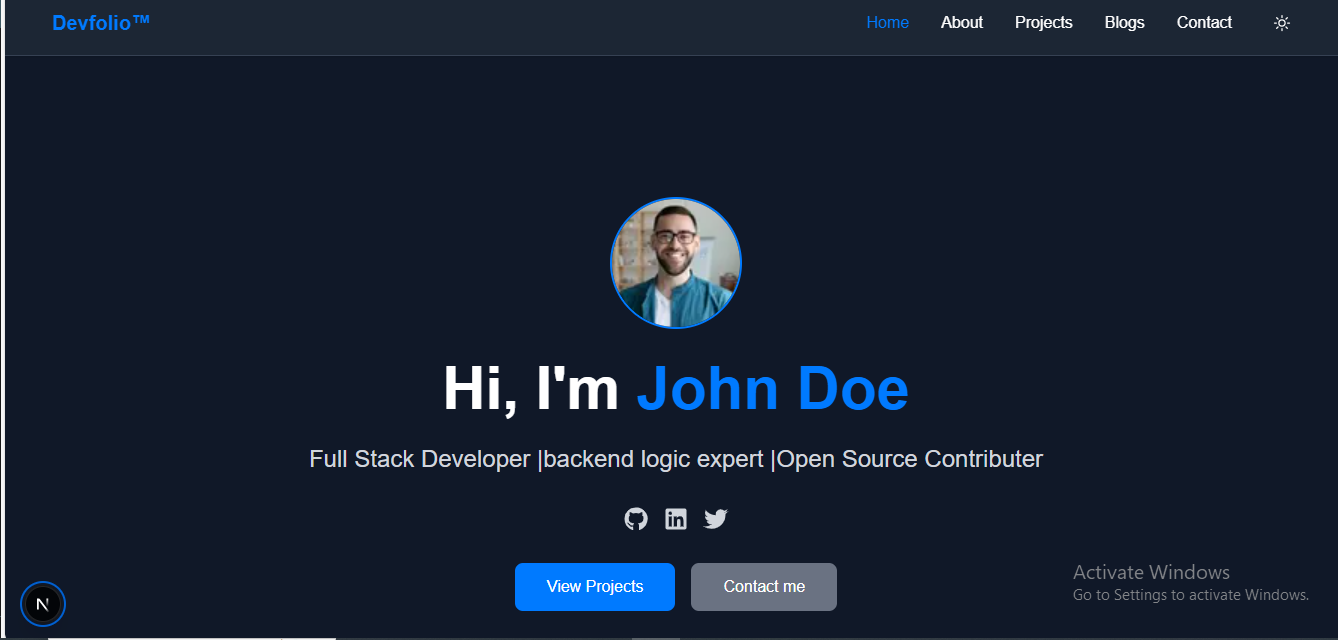 Devfolio™ Home About Projects Blogs Contact
Hi, I'm John Doe
Full Stack Developer |backend logic expert |Open Source Contributer
in
View Projects Contact me
Activate Windows
Go to Settings to activate Windows.
N